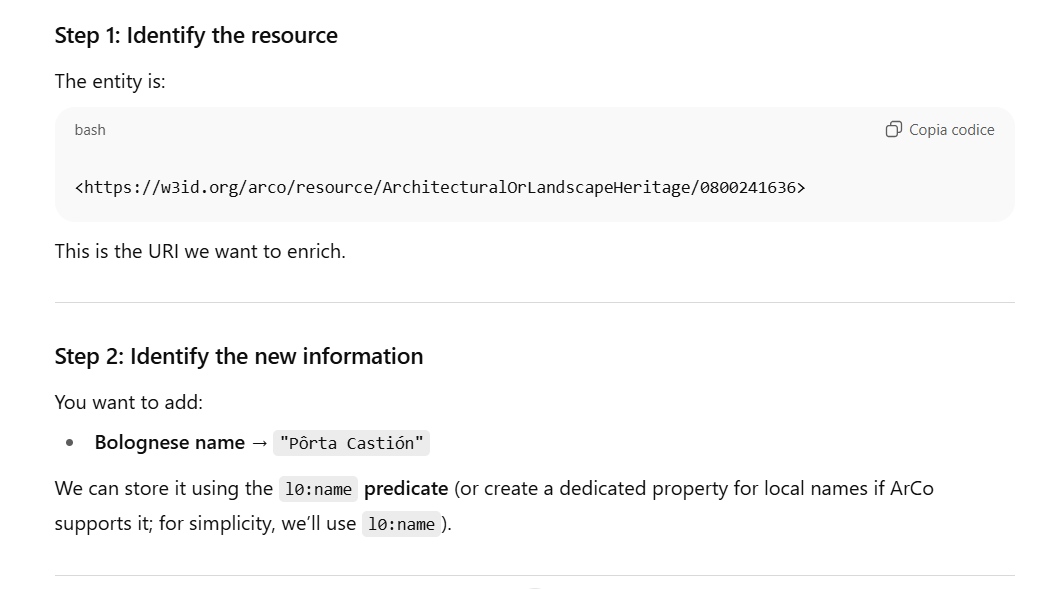 Step 1: Identify the resource
The entity is:
bash
Copia codice
<https://w3id.org/arco/resource/ArchitecturalOrLandscapeHeritage/0800241636>
This is the URI we want to enrich.
Step 2: Identify the new information
You want to add:
• Bolognese name → "Pôrta Castión"
We can store it using the l0:name predicate (or create a dedicated property for local names if ArCo
supports it; for simplicity, we’ll use l0:name).